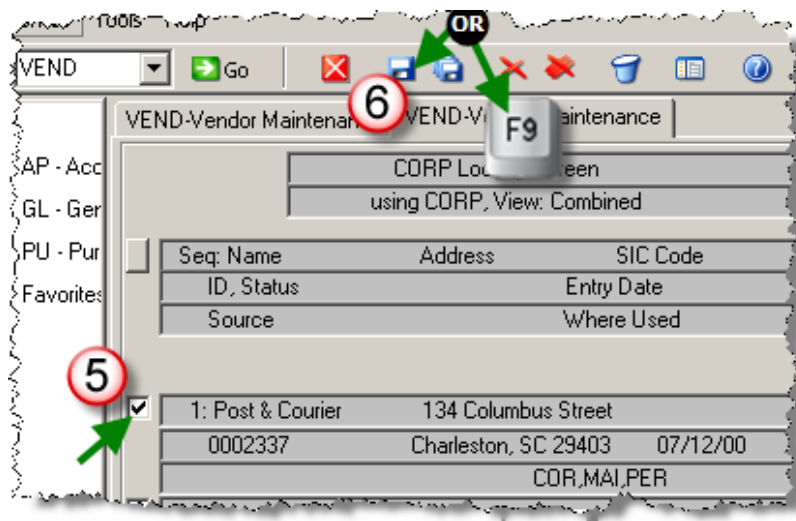 Tools
OR
VEND
Go
6
F9
VEND-Vendor Maintenan
VEND-V
aintenance
AP - Acc
CORP Loo
een
GL - Ger
using CORP, View: Combined
PU - Pur
Seq: Name Address SIC Code
Favorites
ID, Status Entry Date
Source Where Used
5
1: Post & Courier 134 Columbus Street
0002337 Charleston, SC 29403 07/12/00
COR,MAI,PER